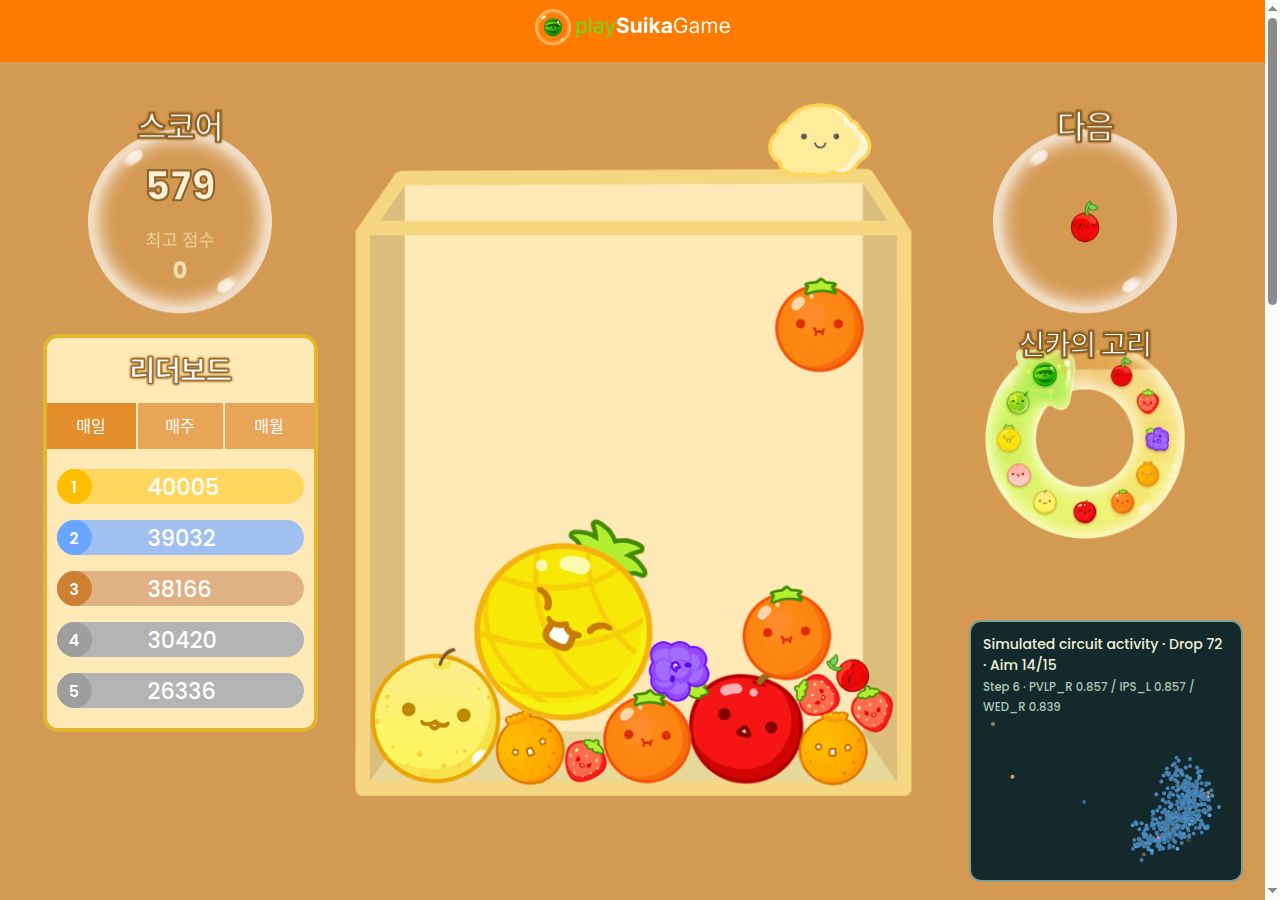 playSuikaGame
스코어
579
최고 점수
0
리더보드
매일 매주 매월
1 40005
2 39032
3 38166
4 30420
5 26336
다음
신카의 고리
Simulated circuit activity · Drop 72
· Aim 14/15
Step 6 · PVLP_R 0.857 / IPS_L 0.857 /
WED_R 0.839